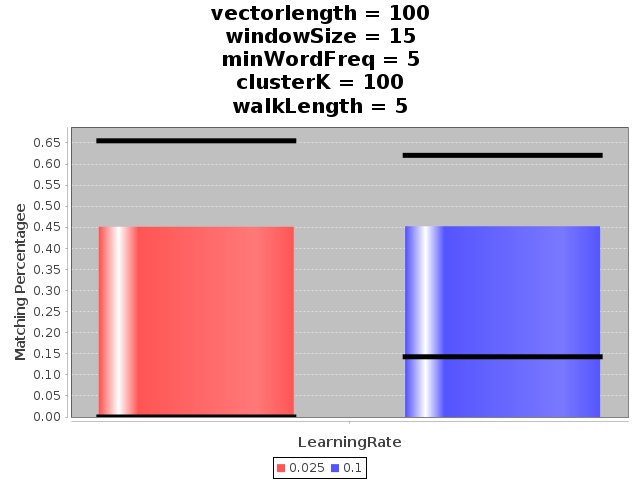 vectorlength = 100
windowSize = 15
minWordFreq = 5
clusterK = 100
walkLength = 5
0.65
0.60
0.55
0.50
0.45
0.40
0.35
0.30
0.25
0.20
0.15
0.10
0.05
0.00
Matching Percentagee
LearningRate
0.025 0.1